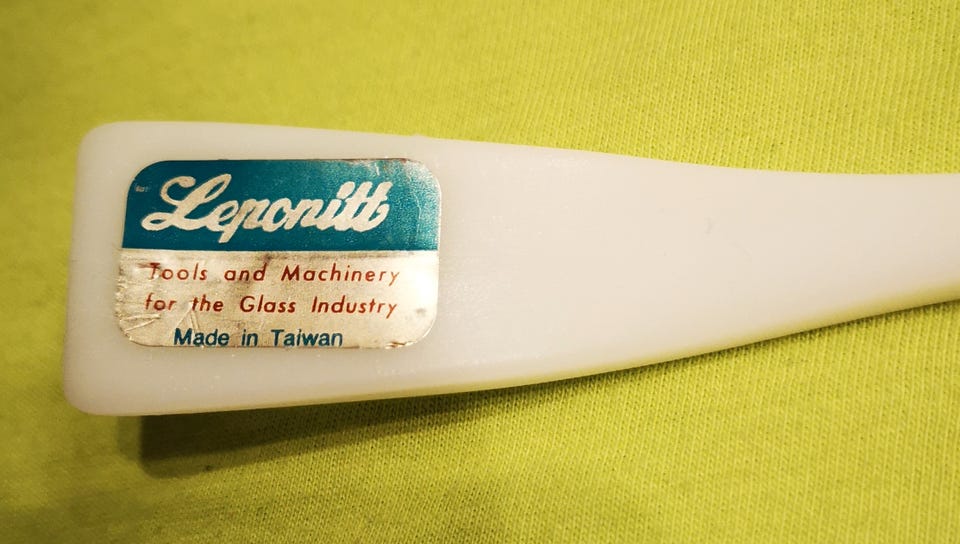 Leponitt
Tools and Machinery
for the Glass Industry
Made in Taiwan